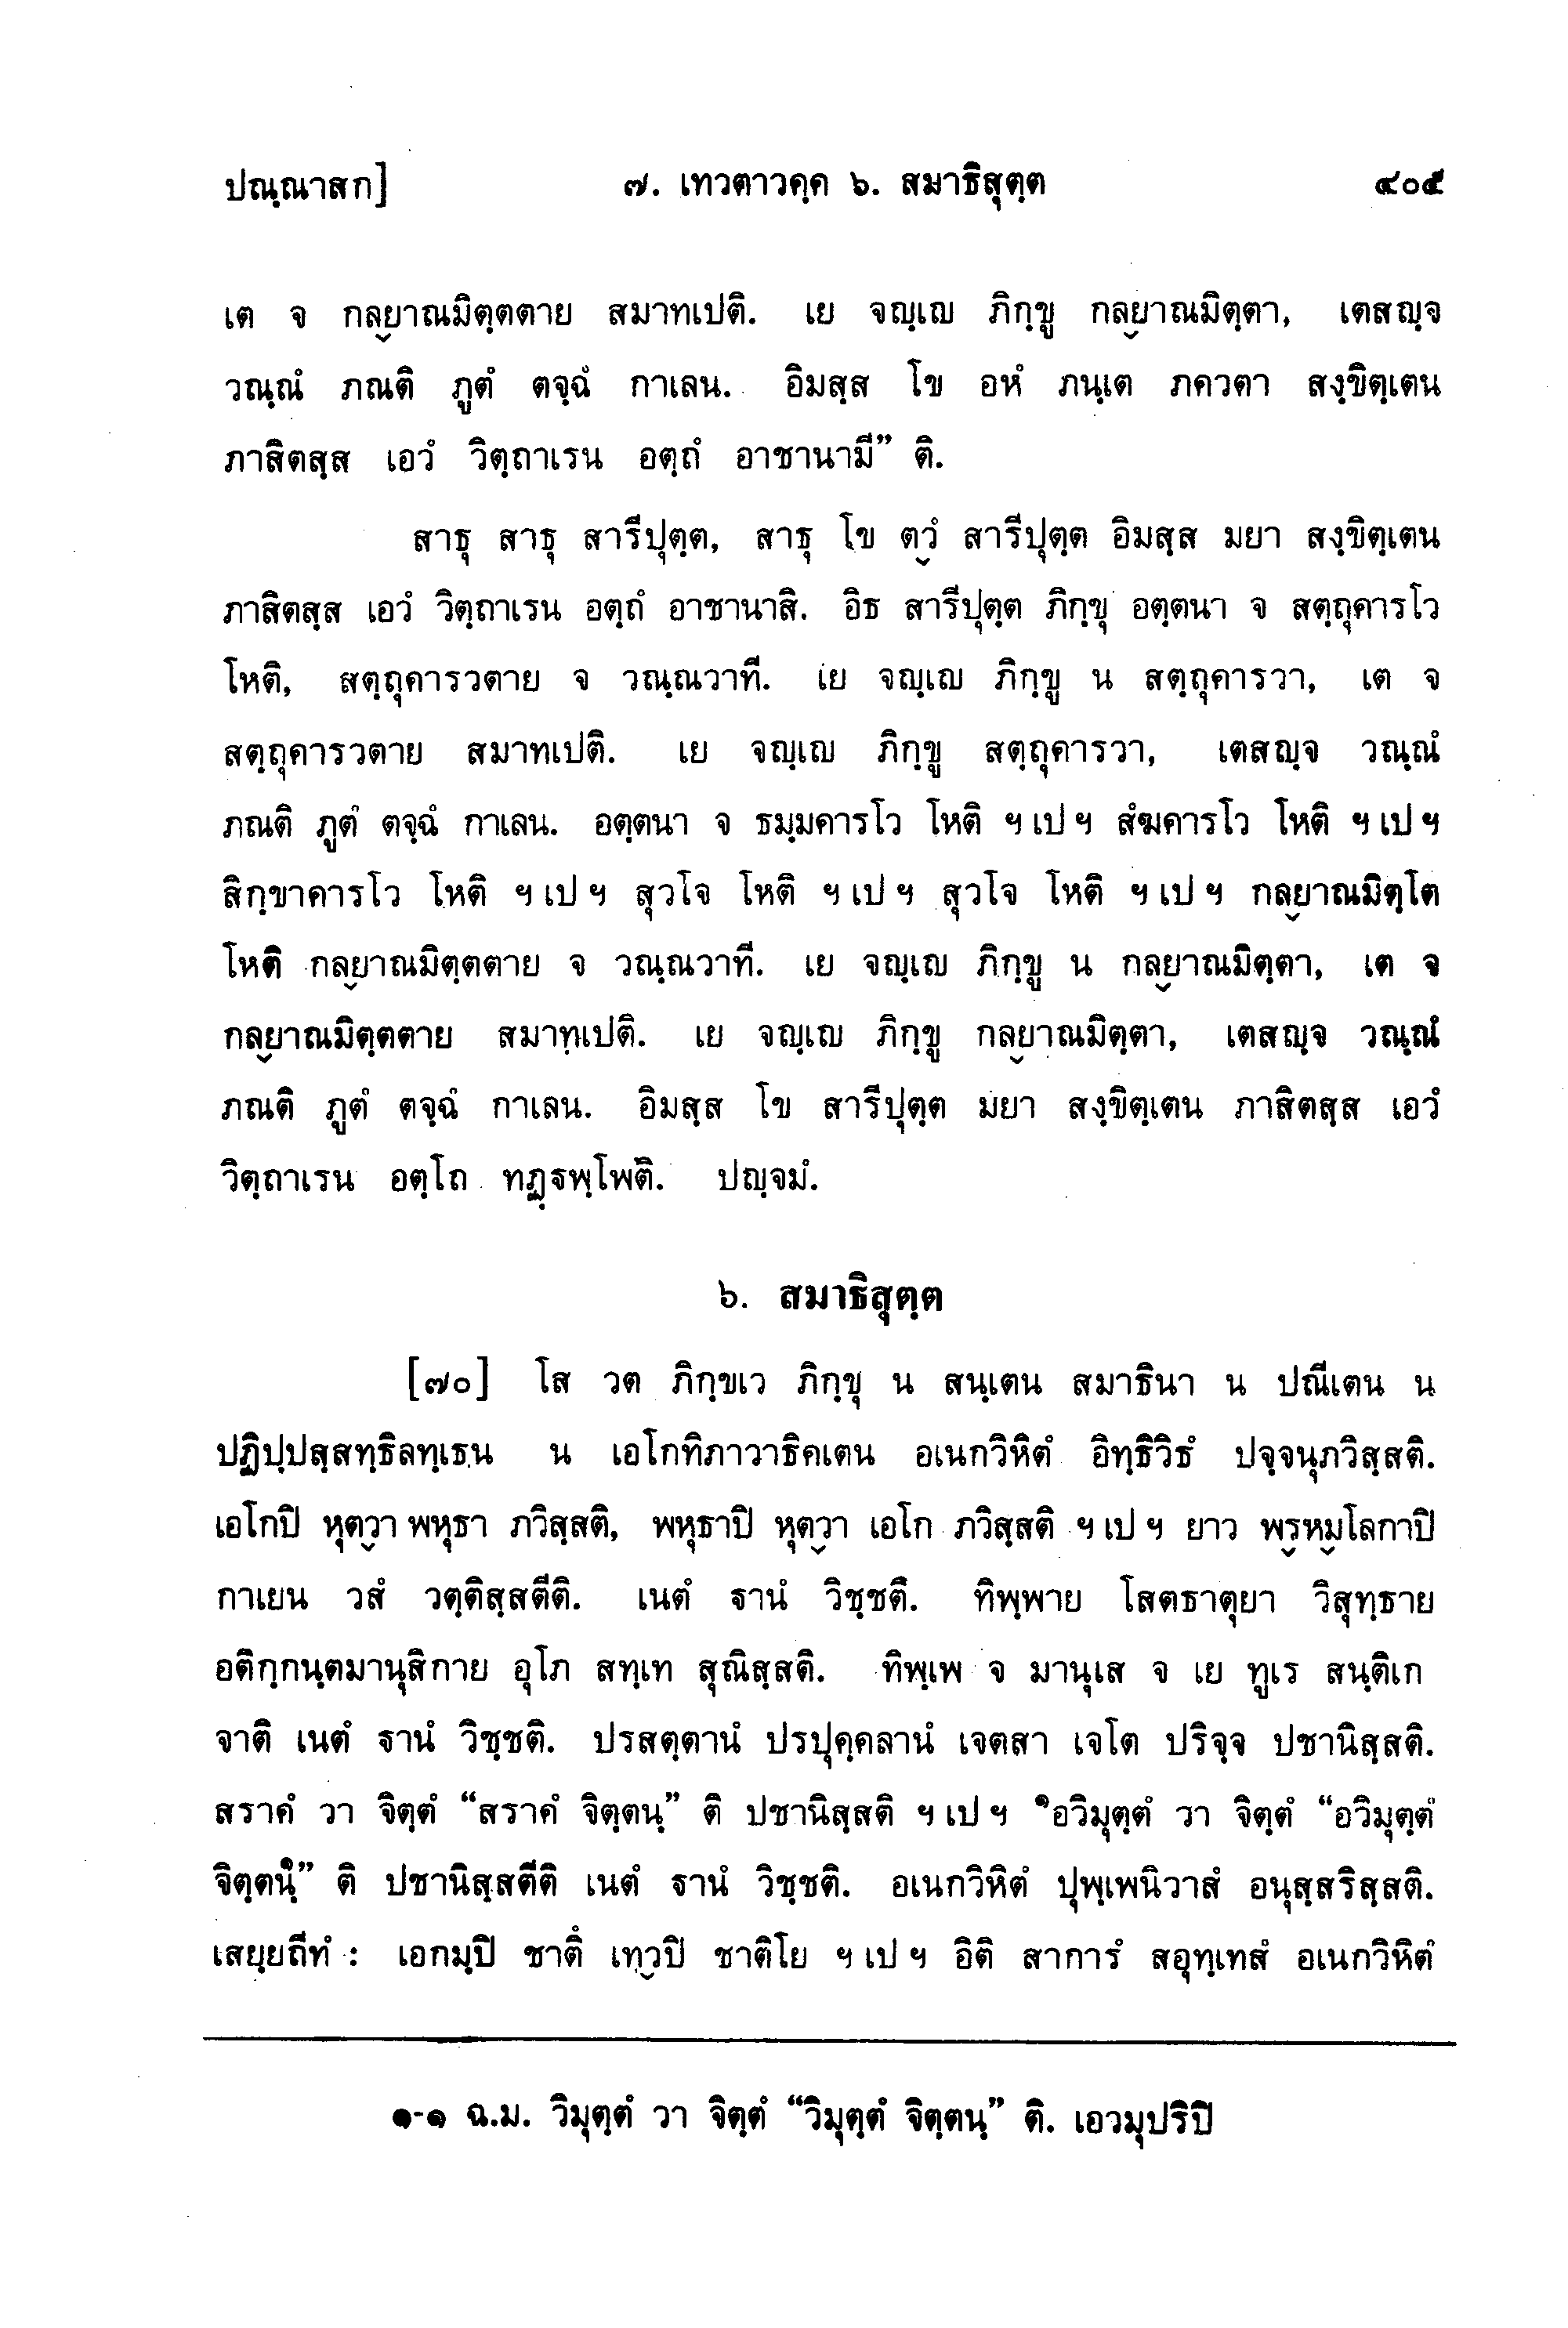 ปณฺณาสก]	๗. เทวตาวคฺค ๖. สมาธิสุตฺต	๔๐๕
เต จ กลฺยาณมิตฺตตาย สมาทเปติ. เย จญฺเญ ภิกฺขู กลฺยาณมิตฺตา, เตสญฺจ
วณฺณํ ภณติ ภูตํ ตจฺฉํ กาเลน. อิมสฺส โข อหํ ภนฺเต ภควตา สงฺขิตฺเตน
ภาสิตสฺส เอวํ วิตฺถาเรน อตฺถํ อาชานามี” ติ.
สาธุ สาธุ สารีปุตฺต, สาธุ โข ตฺวํ สารีปุตฺต อิมสฺส มยา สงฺขิตฺเตน
ภาสิตสฺส เอวํ วิตฺถาเรน อตฺถํ อาชานาสิ. อิธ สารีปุตฺต ภิกฺขุ อตฺตนา จ สตฺถุคารโว
โหติ, สตฺถุคารวตาย จ วณฺณวาที. เย จญฺเญ ภิกฺขู น สตฺถุคารวา, เต จ
สตฺถุคารวตาย สมาทเปติ. เย จญฺเญ ภิกฺขู สตฺถุคารวา, เตสญฺจ วณฺณํ
ภณติ ภูตํ ตจฺฉํ กาเลน. อตฺตนา จ ธมฺมคารโว โหติ ฯ เป ฯ สํฆคารโว โหติ ฯ เป ฯ
สิกฺขาคารโว โหติ ฯ เป ฯ สุวโจ โหติ ฯ เป ฯ สุวโจ โหติ ฯ เป ฯ กลฺยาณมิตฺโต
โหติ กลฺยาณมิตฺตตาย จ วณฺณวาที. เย จญฺเญ ภิกฺขู น กลฺยาณมิตฺตา, เต จ
กลฺยาณมิตฺตตาย สมาทฺเปติ. เย จญฺเญ ภิกฺขู กลฺยาณมิตฺตา, เตสญฺจ วณฺณํ
ภณติ ภูตํ ตจฺฉํ กาเลน. อิมสฺส โข สารีปุตฺต มยา สงฺขิตฺเตน ภาสิตสฺส เอวํ
วิตฺถาเรน อตฺโถ ทฏฺฐพฺโพติ. ปญฺจมํ.
๖. สมาธิสุตฺต
[๗๐] โส วต ภิกฺขเว ภิกฺขุ น สนฺเตน สมาธินา น ปณีเตน น
ปฏิปฺปสฺสทฺธิลทฺเธน น เอโกทิภาวาธิคเตน อเนกวิหิตํ อิทฺธิวิธํ ปจฺจนุภวิสฺสติ.
เอโกปิ หุตฺวา พหุธา ภวิสฺสติ, พหุธาปิ หุตฺวา เอโก ภวิสฺสติ ฯ เป ฯ ยาว พฺรหฺมโลกาปิ
กาเยน วสํ วตฺติสฺสตีติ. เนตํ ฐานํ วิชฺชติ. ทิพฺพาย โสตธาตุยา วิสุทฺธาย
อติกฺกนฺตมานุสิกาย อุโภ สทฺเท สุณิสฺสติ. ทิพฺเพ จ มานุเส จ เย ทูเร สนฺติเก
จาติ เนตํ ฐานํ วิชฺชติ. ปรสตฺตานํ ปรปุคฺคลานํ เจตสา เจโต ปริจฺจ ปชานิสฺสติ.
สราคํ วา จิตฺตํ “สราคํ จิตฺตนฺ” ติ ปชานิสฺสติ ฯ เป ฯ ๑อวิมุตฺตํ วา จิตฺตํ “อวิมุตฺตํ
จิตฺตนฺ๑” ติ ปชานิสฺสตีติ เนตํ ฐานํ วิชฺชติ. อเนกวิหิตํ ปุพฺเพนิวาสํ อนุสฺสริสฺสติ.
เสยฺยถีทํ : เอกมฺปิ ชาตึ เทฺวปิ ชาติโย ฯ เป ฯ อิติ สาการํ สอุทฺเทสํ อเนกวิหิตํ
๑-๑ ฉ.ม. วิมุตฺตํ วา จิตฺตํ “วิมุตฺตํ จิตฺตนฺ” ติ. เอวมุปริปิ